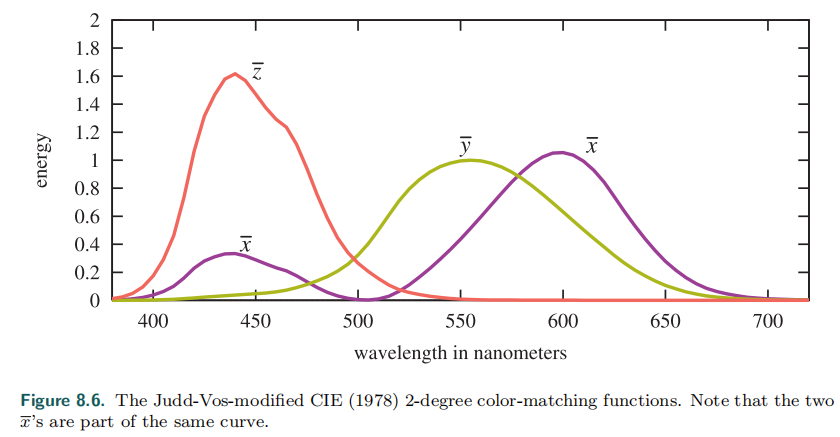 2
1.8
1.6
1.4
1.2
1
0.8
0.6
0.4
0.2
0
energy
z̅
y̅
x̅
x̅
400 450 500 550 600 650 700
wavelength in nanometers
Figure 8.6. The Judd-Vos-modified CIE (1978) 2-degree color-matching functions. Note that the two
x̅'s are part of the same curve.